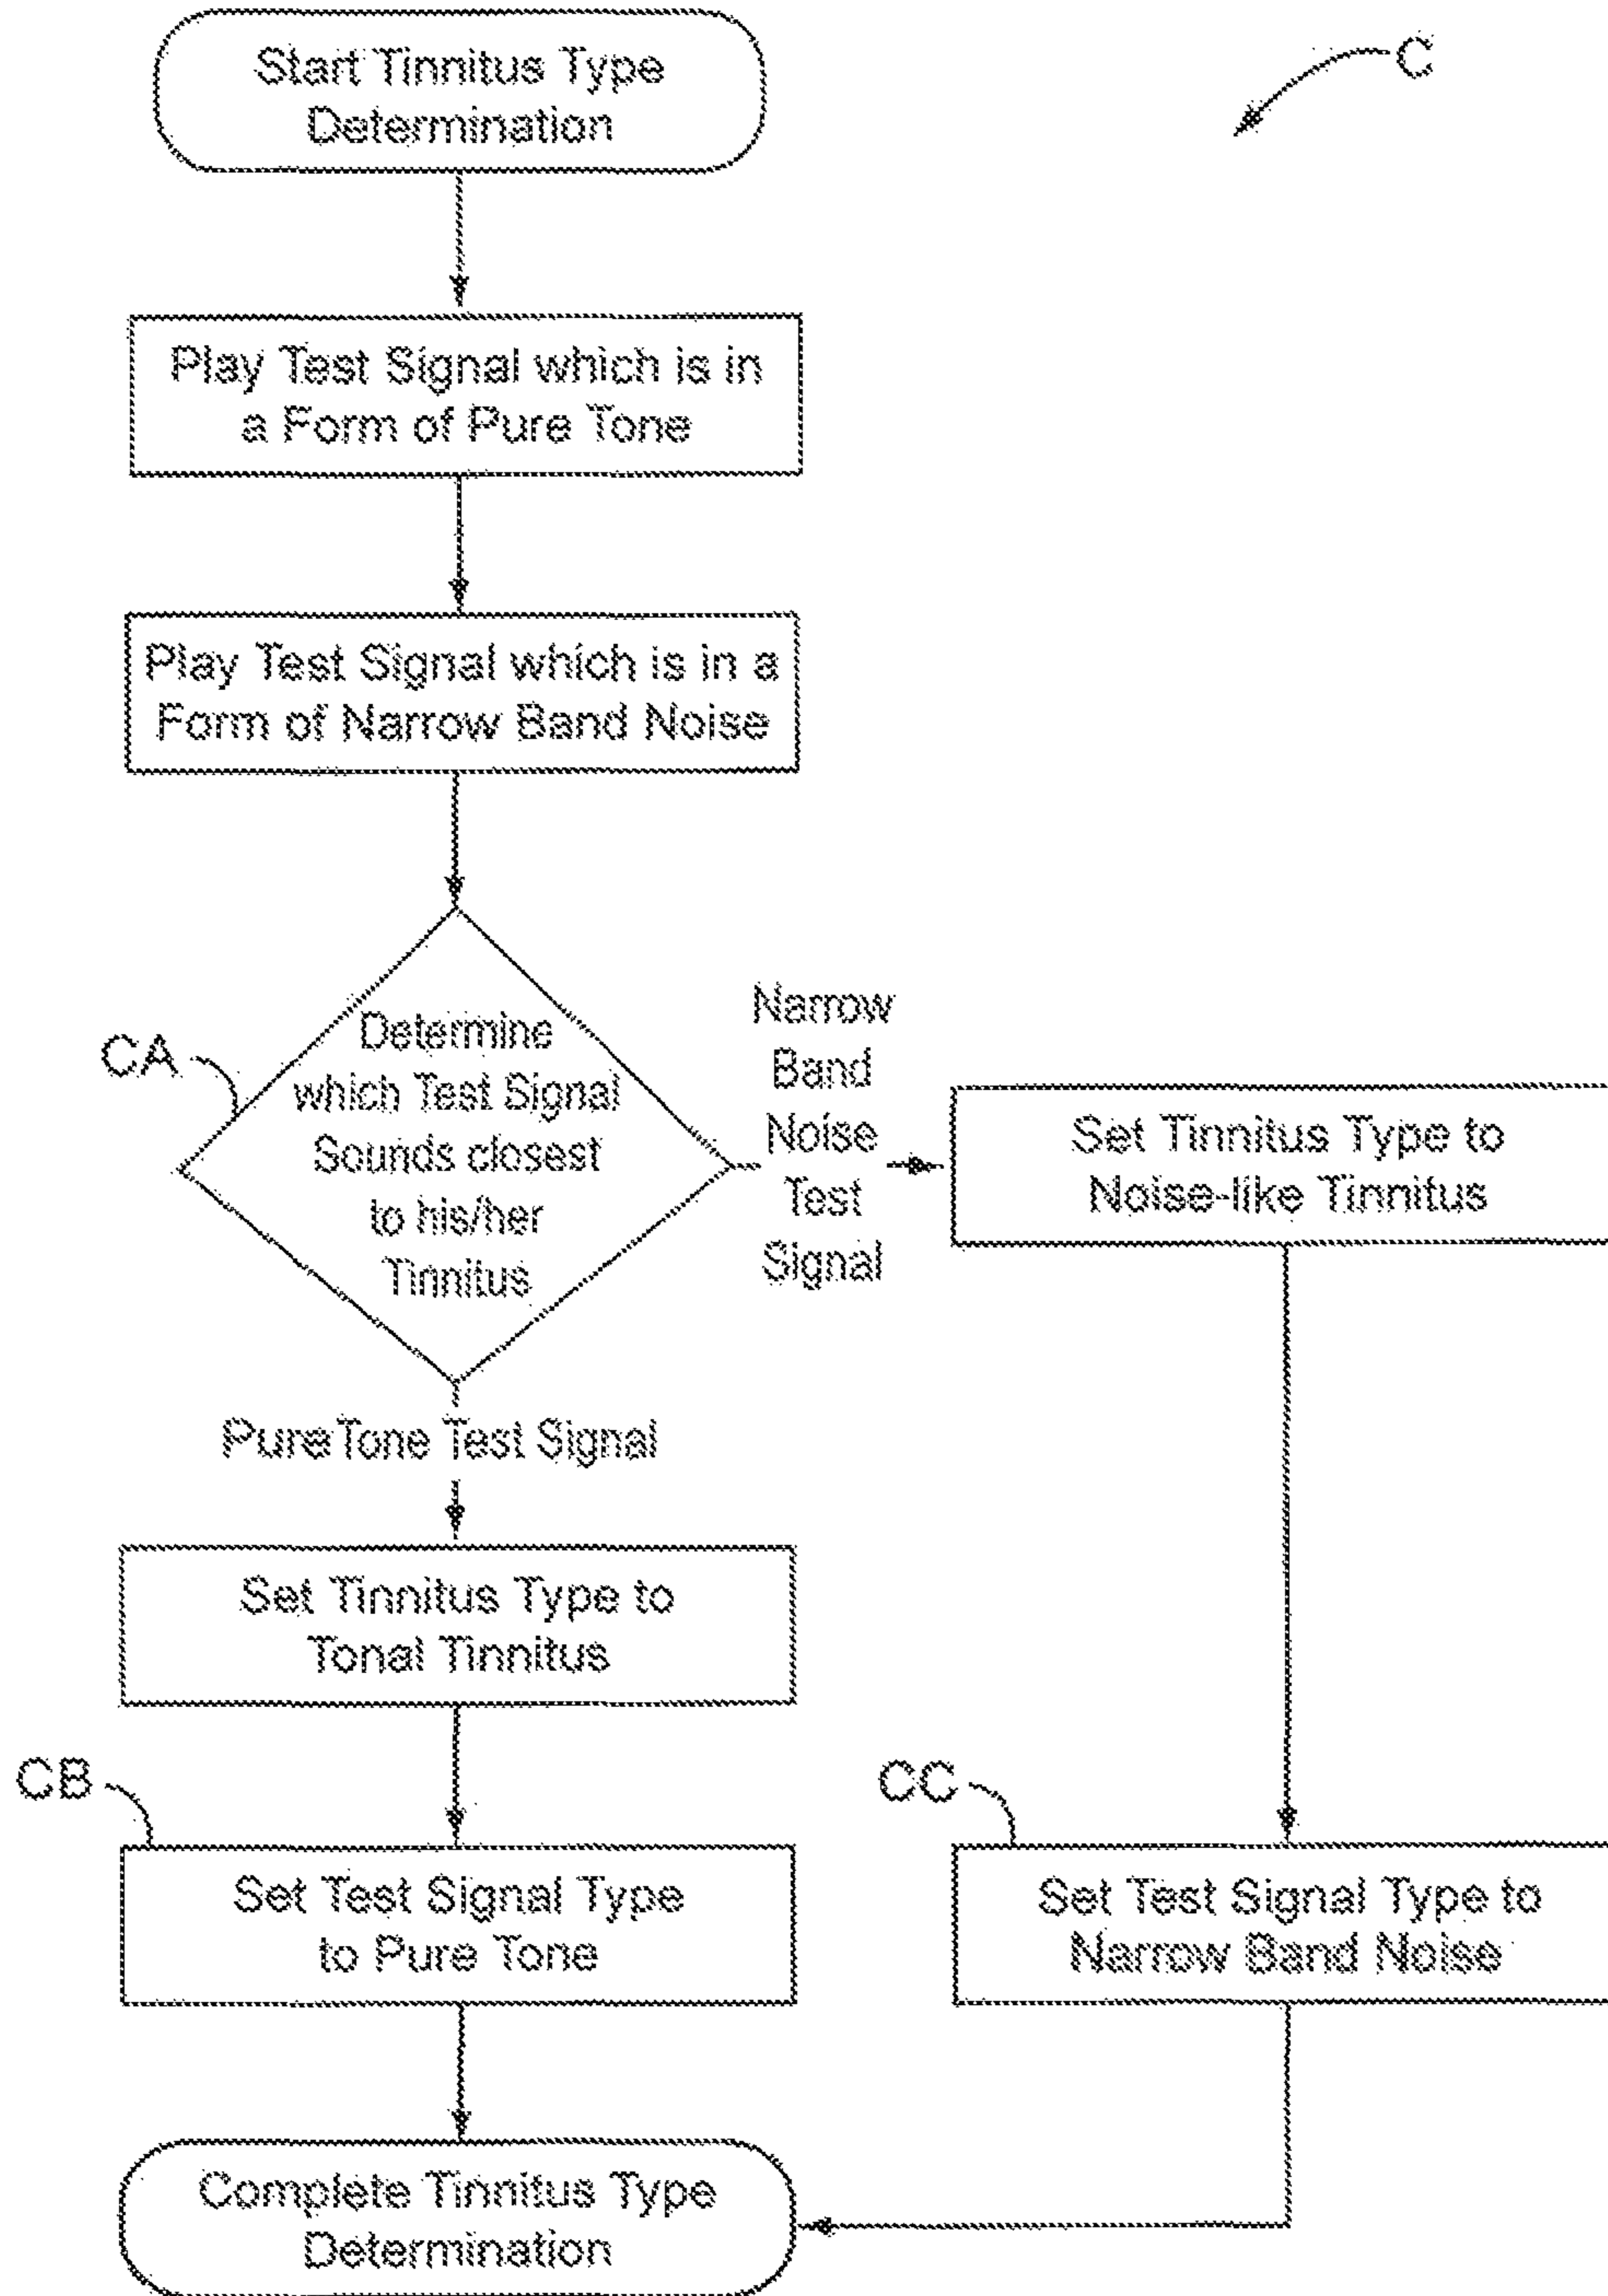 Start Tinnitus Type
Determination
C
Play Test Signal which is in
a Form of Pure Tone
Play Test Signal which is in a
Form of Narrow Band Noise
CA
Determine
which Test Signal
Sounds closest
to his/her
Tinnitus
Narrow
Band
Noise
Test
Signal
Set Tinnitus Type to
Noise-like Tinnitus
Pure Tone Test Signal
Set Tinnitus Type to
Tonal Tinnitus
CB
Set Test Signal Type
to Pure Tone
CC
Set Test Signal Type to
Narrow Band Noise
Complete Tinnitus Type
Determination